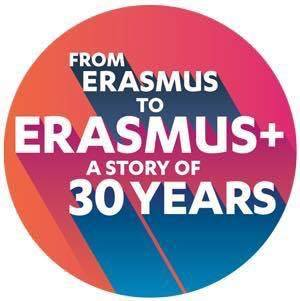 FROM
ERASMUS
TO
ERASMUS+
A STORY OF
30 YEARS